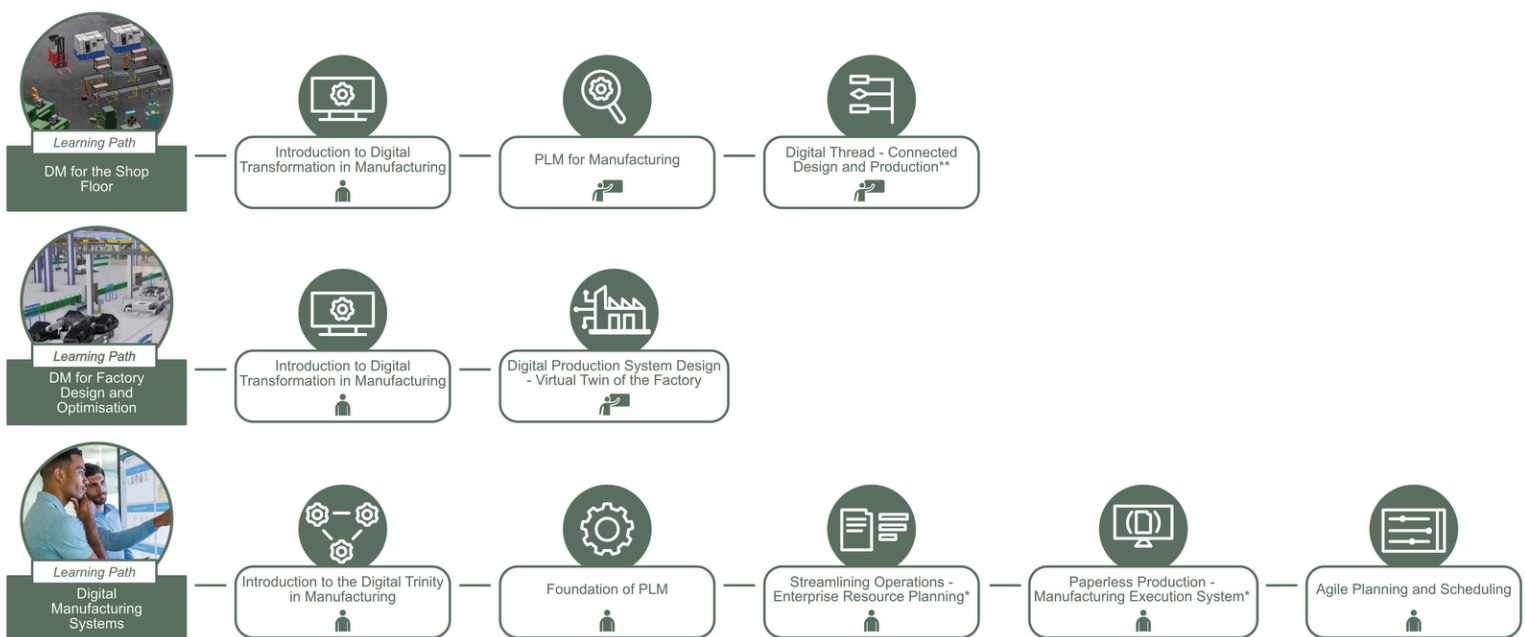 Learning Path
DM for the Shop
Floor
Introduction to Digital
Transformation in Manufacturing
PLM for Manufacturing
Digital Thread - Connected
Design and Production**
Learning Path
DM for Factory
Design and
Optimisation
Introduction to Digital
Transformation in Manufacturing
Digital Production System Design
- Virtual Twin of the Factory
Learning Path
Digital
Manufacturing
Systems
Introduction to the Digital Trinity
in Manufacturing
Foundation of PLM
Streamlining Operations -
Enterprise Resource Planning*
Paperless Production -
Manufacturing Execution System*
Agile Planning and Scheduling